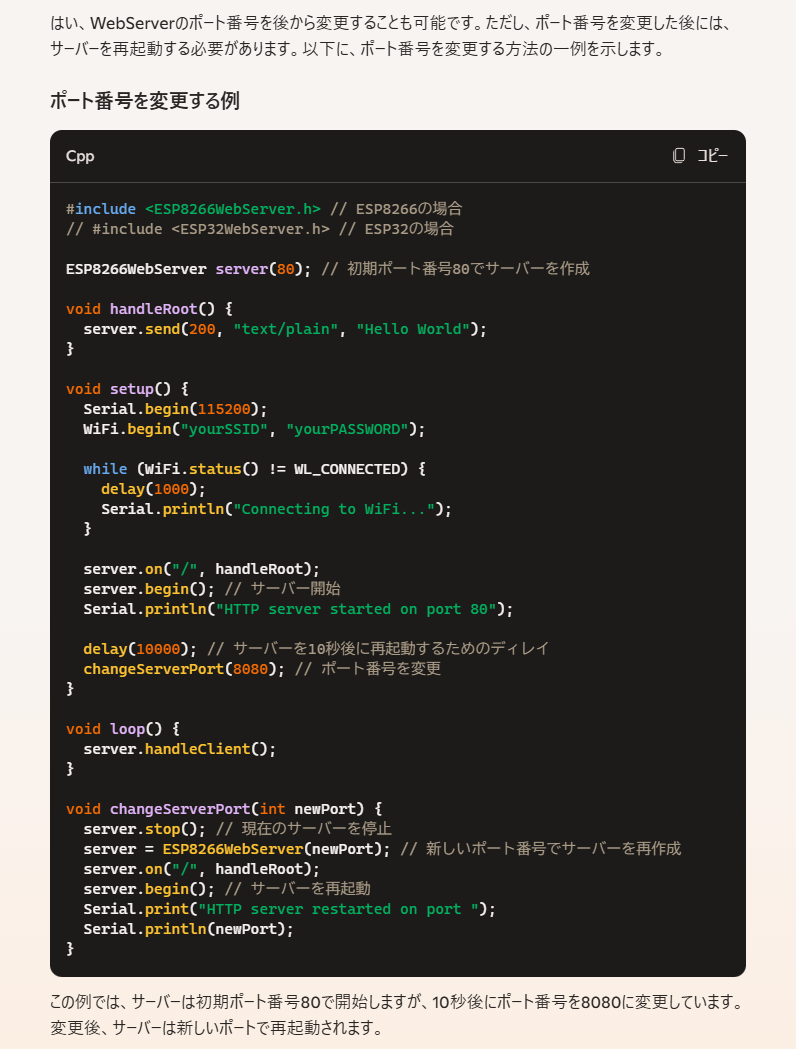 はい、WebServerのポート番号を後から変更することも可能です。ただし、ポート番号を変更した後には、
サーバーを再起動する必要があります。以下に、ポート番号を変更する方法の一例を示します。
ポート番号を変更する例
Cpp
コピー
#include <ESP8266WebServer.h> // ESP8266の場合
// #include <ESP32WebServer.h> // ESP32の場合
ESP8266WebServer server(80); // 初期ポート番号80でサーバーを作成
void handleRoot() {
  server.send(200, "text/plain", "Hello World");
}
void setup() {
  Serial.begin(115200);
  WiFi.begin("yourSSID", "yourPASSWORD");
  while (WiFi.status() != WL_CONNECTED) {
    delay(1000);
    Serial.println("Connecting to WiFi...");
  }
  server.on("/", handleRoot);
  server.begin(); // サーバー開始
  Serial.println("HTTP server started on port 80");
  delay(10000); // サーバーを10秒後に再起動するためのディレイ
  changeServerPort(8080); // ポート番号を変更
}
void loop() {
  server.handleClient();
}
void changeServerPort(int newPort) {
  server.stop(); // 現在のサーバーを停止
  server = ESP8266WebServer(newPort); // 新しいポート番号でサーバーを再作成
  server.on("/", handleRoot);
  server.begin(); // サーバーを再起動
  Serial.print("HTTP server restarted on port ");
  Serial.println(newPort);
}
この例では、サーバーは初期ポート番号80で開始しますが、10秒後にポート番号を8080に変更しています。
変更後、サーバーは新しいポートで再起動されます。